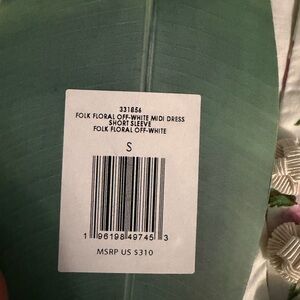 331856
FOLK FLORAL OFF-WHITE MIDI DRESS
SHORT SLEEVE
FOLK FLORAL OFF-WHITE
S
1 96198 49745 3
MSRP US $310